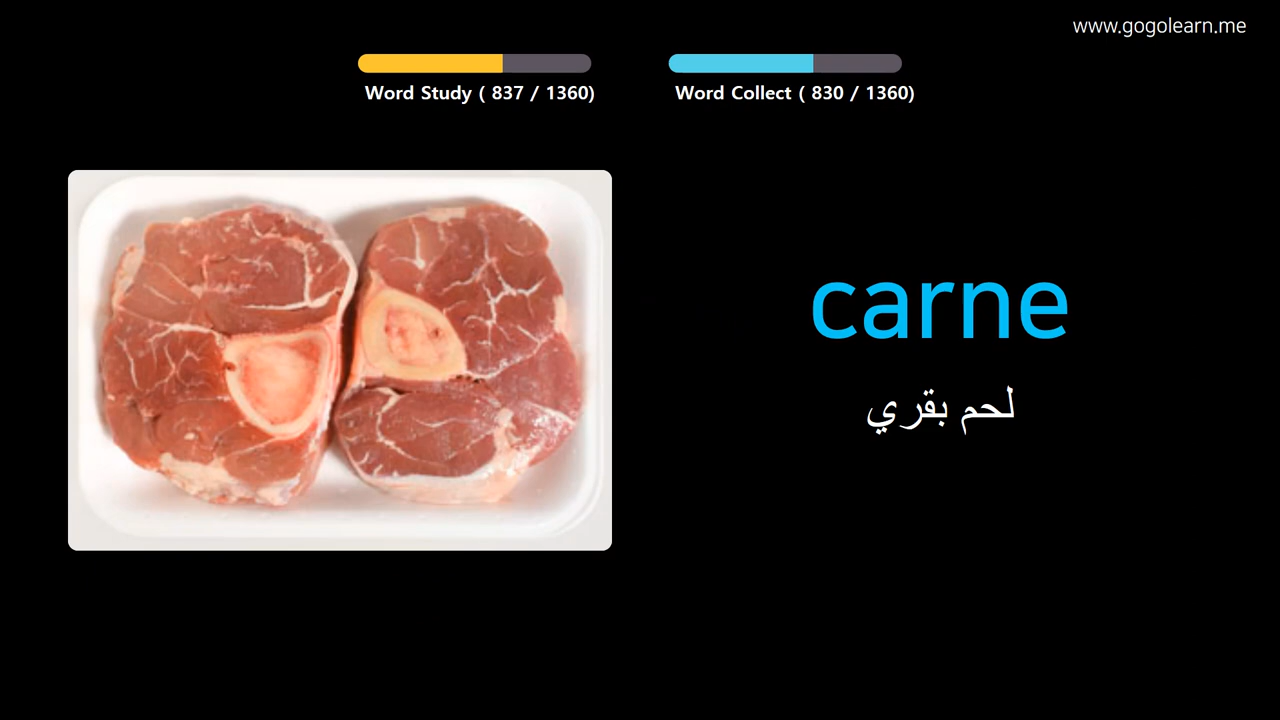 www.gogolearn.me
Word Study ( 837 / 1360)
Word Collect ( 830 / 1360)
carne
لحم بقري